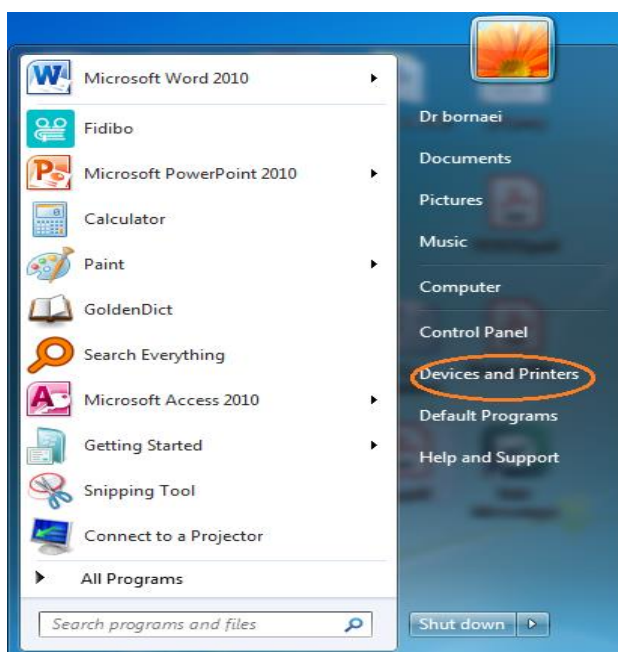 Microsoft Word 2010
Fidibo
Microsoft PowerPoint 2010
Calculator
Paint
GoldenDict
Search Everything
Microsoft Access 2010
Getting Started
Snipping Tool
Connect to a Projector
All Programs
Search programs and files
Dr bornaei
Documents
Pictures
Music
Computer
Control Panel
Devices and Printers
Default Programs
Help and Support
Shut down